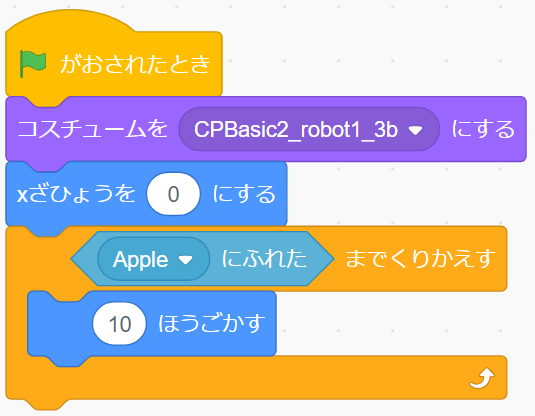 がおされたとき
コスチュームを CPBasic2_robot1_3b にする
xざひょうを 0 にする
Apple にふれた までくりかえす
10 ほうごかす